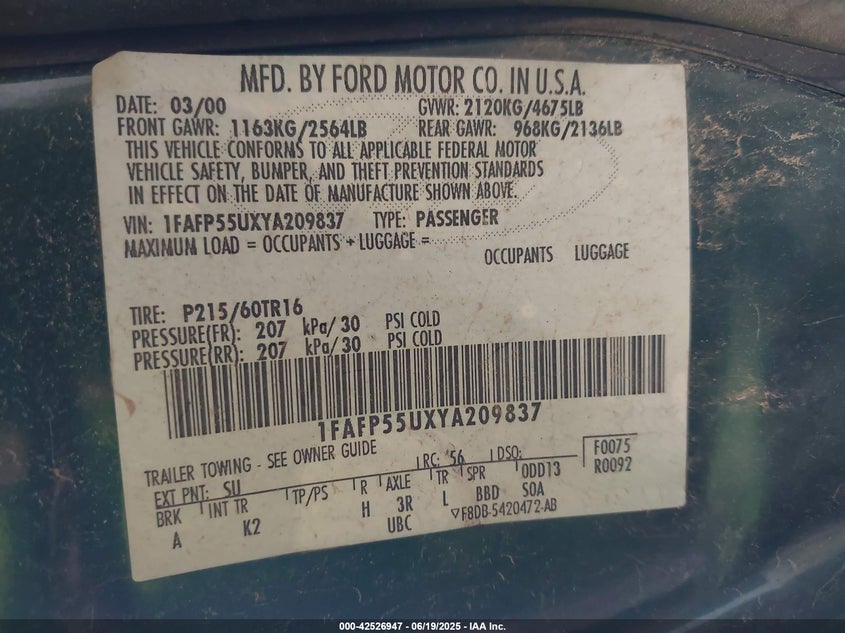 MFD. BY FORD MOTOR CO. IN U.S.A.
DATE: 03/00 GVWR: 2120KG/4675LB
FRONT GAWR: 1163KG/2564LB REAR GAWR: 968KG/2136LB
THIS VEHICLE CONFORMS TO ALL APPLICABLE FEDERAL MOTOR
VEHICLE SAFETY, BUMPER, AND THEFT PREVENTION STANDARDS
IN EFFECT ON THE DATE OF MANUFACTURE SHOWN ABOVE.
VIN: 1FAFP55UXYA209837 TYPE: PASSENGER
MAXIMUM LOAD = OCCUPANTS + LUGGAGE =
OCCUPANTS LUGGAGE
TIRE: P215/60TR16
PRESSURE(FR): 207 kPa/ 30 PSI COLD
PRESSURE(RR): 207 kPa/ 30 PSI COLD
1FAFP55UXYA209837
TRAILER TOWING - SEE OWNER GUIDE
EXT PNT: SU RC: '56 DSO: F0075
BRK INT TR TP/PS R AXLE TR SPR ODD13 R0092
A K2 H 3R L BBD SOA
UBC ▽F8DB-5420472-AB
000-42526947 - 06/19/2025 - IAA Inc.